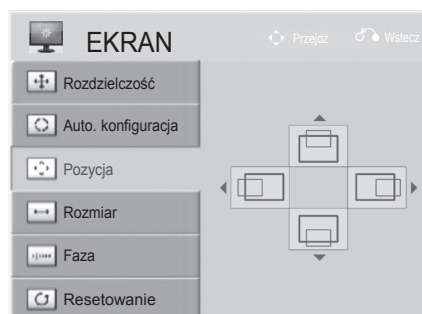 EKRAN
Przejdź Wstecz
Rozdzielczość
Auto. konfiguracja
Pozycja
Rozmiar
Faza
Resetowanie